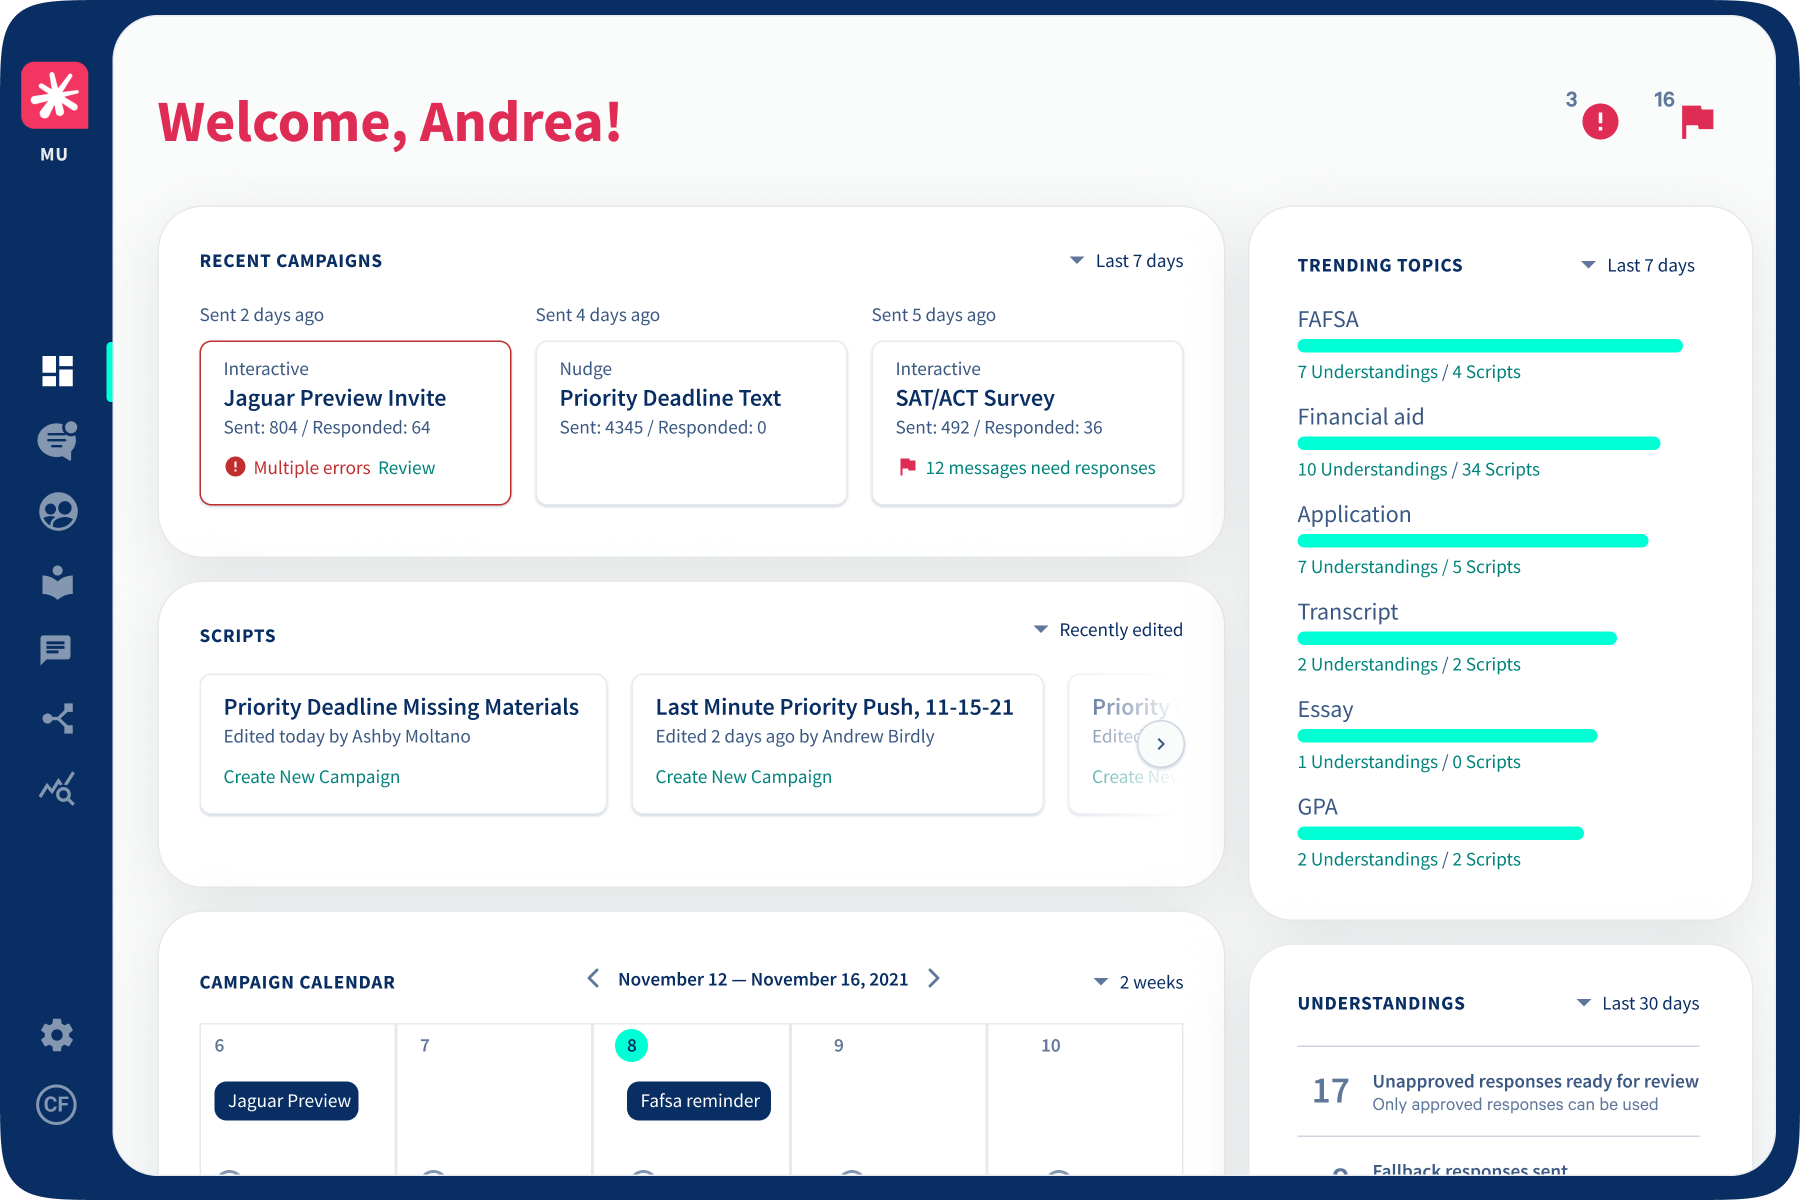 MU
Welcome, Andrea!
3
16
RECENT CAMPAIGNS
Last 7 days
Sent 2 days ago
Interactive
Jaguar Preview Invite
Sent: 804 / Responded: 64
Multiple errors Review
Sent 4 days ago
Nudge
Priority Deadline Text
Sent: 4345 / Responded: 0
Sent 5 days ago
Interactive
SAT/ACT Survey
Sent: 492 / Responded: 36
12 messages need responses
SCRIPTS
Recently edited
Priority Deadline Missing Materials
Edited today by Ashby Moltano
Create New Campaign
Last Minute Priority Push, 11-15-21
Edited 2 days ago by Andrew Birdly
Create New Campaign
Priority
Edited
Create New
CAMPAIGN CALENDAR
November 12 — November 16, 2021
2 weeks
6
7
8
9
10
Jaguar Preview
Fafsa reminder
TRENDING TOPICS
Last 7 days
FAFSA
7 Understandings / 4 Scripts
Financial aid
10 Understandings / 34 Scripts
Application
7 Understandings / 5 Scripts
Transcript
2 Understandings / 2 Scripts
Essay
1 Understandings / 0 Scripts
GPA
2 Understandings / 2 Scripts
UNDERSTANDINGS
Last 30 days
17
Unapproved responses ready for review
Only approved responses can be used
Fallback responses sent
CF